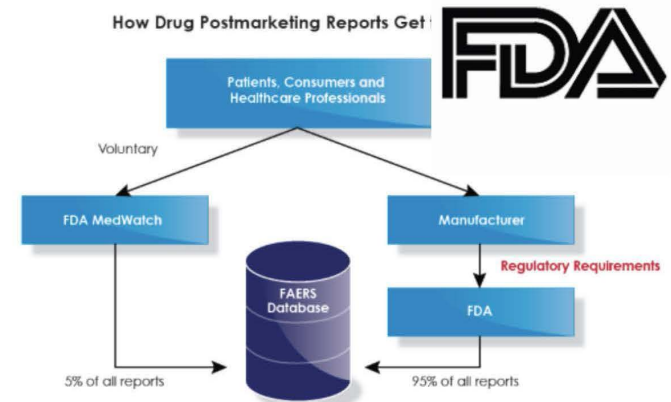 How Drug Postmarketing Reports Get
FDA
Patients, Consumers and
Healthcare Professionals
Voluntary
FDA MedWatch
Manufacturer
Regulatory Requirements
FAERS
Database
FDA
5% of all reports
95% of all reports